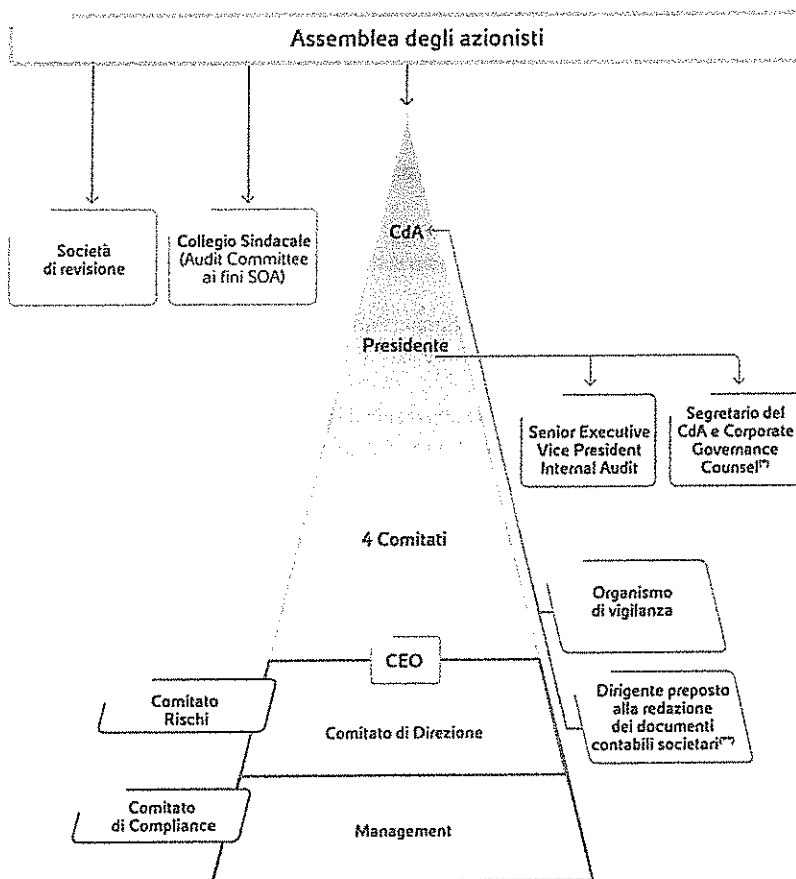 Assemblea degli azionisti
Società
di revisione
Collegio Sindacale
(Audit Committee
ai fini SOA)
CdA
Presidente
Senior Executive
Vice President
Internal Audit
Segretario del
CdA e Corporate
Governance
Counsel(*)
4 Comitati
Organismo
di vigilanza
CEO
Comitato
Rischi
Comitato di Direzione
Dirigente preposto
alla redazione
dei documenti
contabili societari(**)
Comitato
di Compliance
Management